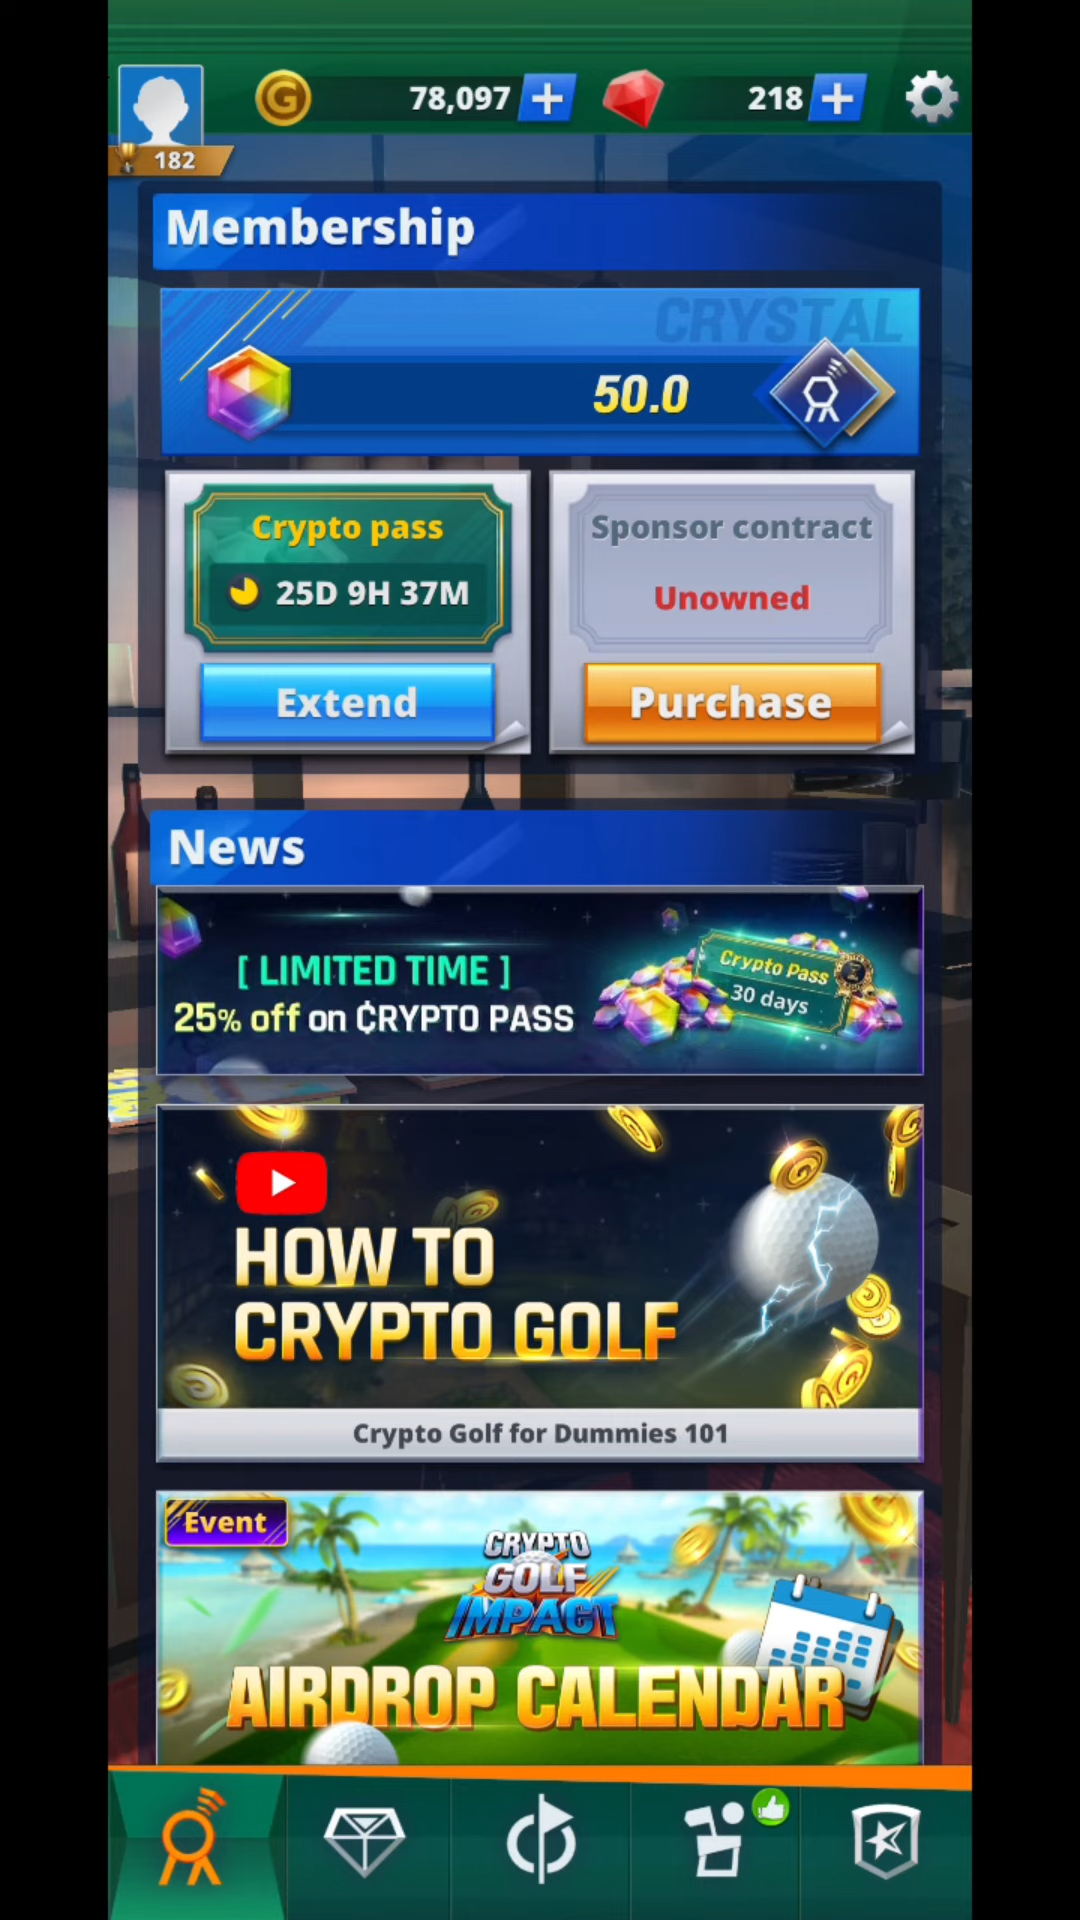 78,097
218
182
Membership
CRYSTAL
50.0
Crypto pass
25D 9H 37M
Extend
Sponsor contract
Unowned
Purchase
News
[ LIMITED TIME ]
25% off on ₵RYPTO PASS
Crypto Pass
30 days
HOW TO
CRYPTO GOLF
Crypto Golf for Dummies 101
Event
CRYPTO
GOLF
IMPACT
AIRDROP CALENDAR